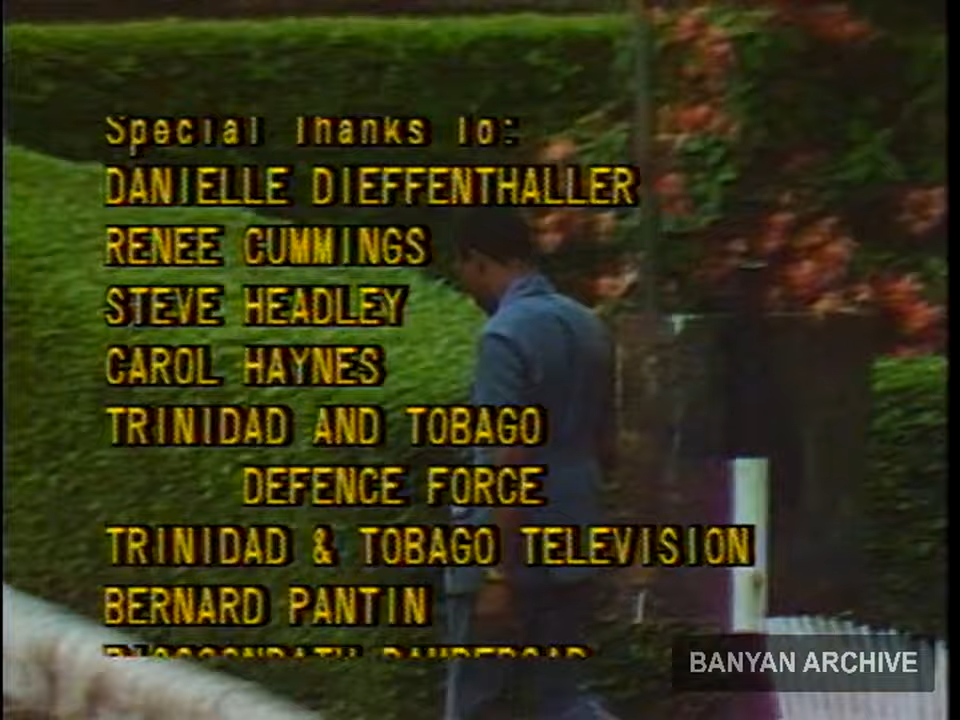 Special Thanks To:
DANIELLE DIEFFENTHALLER
RENEE CUMMINGS
STEVE HEADLEY
CAROL HAYNES
TRINIDAD AND TOBAGO
DEFENCE FORCE
TRINIDAD & TOBAGO TELEVISION
BERNARD PANTIN
BANYAN ARCHIVE